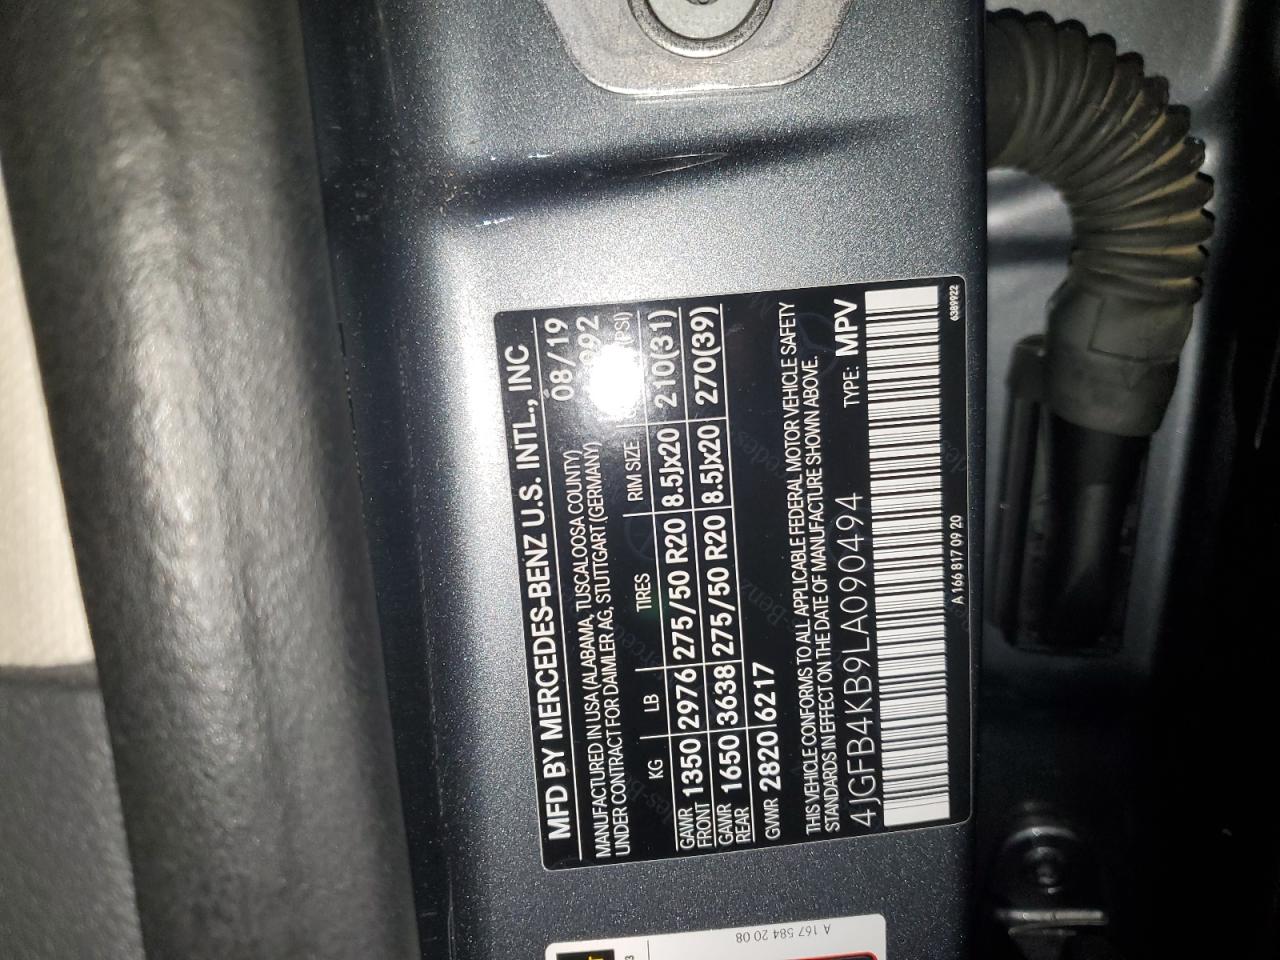 MFD BY MERCEDES-BENZ U.S. INTL., INC
MANUFACTURED IN USA (ALABAMA, TUSCALOOSA COUNTY) 08/19
UNDER CONTRACT FOR DAIMLER AG, STUTTGART (GERMANY)
KG LB TIRES RIM SIZE (PSI)
GAWR FRONT 1350 2976 275/50 R20 8.5Jx20 210(31)
GAWR REAR 1650 3638 275/50 R20 8.5Jx20 270(39)
GVWR 2820 6217
THIS VEHICLE CONFORMS TO ALL APPLICABLE FEDERAL MOTOR VEHICLE SAFETY
STANDARDS IN EFFECT ON THE DATE OF MANUFACTURE SHOWN ABOVE.
4JGFB4KB9LA090494 TYPE: MPV
A 166 817 09 20 6389922
A 167 584 20 08